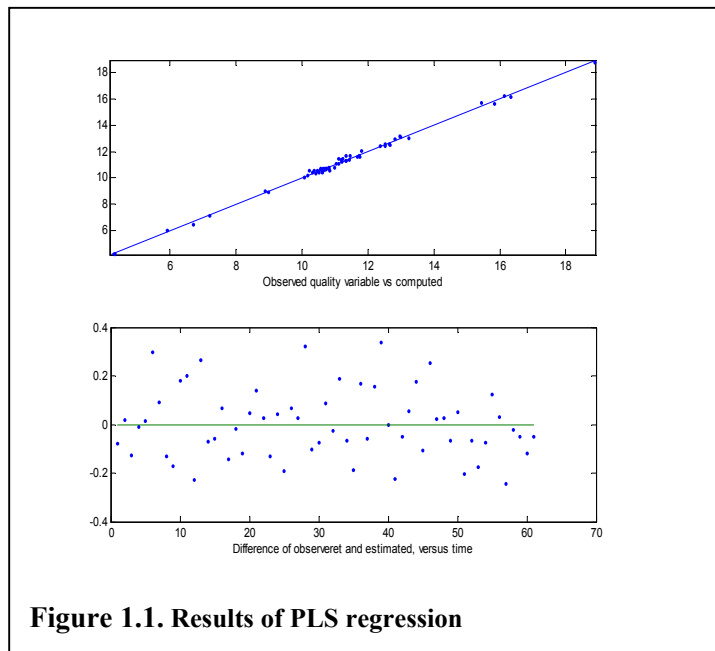 18
16
14
12
10
8
6
6 8 10 12 14 16 18
Observed quality variable vs computed
0.4
0.2
0
-0.2
-0.4
0 10 20 30 40 50 60 70
Difference of observeret and estimated, versus time
Figure 1.1. Results of PLS regression